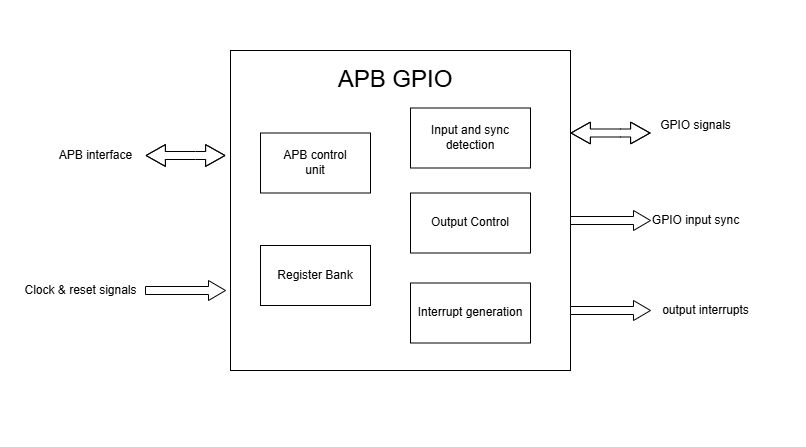 APB GPIO
APB interface
Clock & reset signals
APB control
unit
Register Bank
Input and sync
detection
Output Control
Interrupt generation
GPIO signals
GPIO input sync
output interrupts